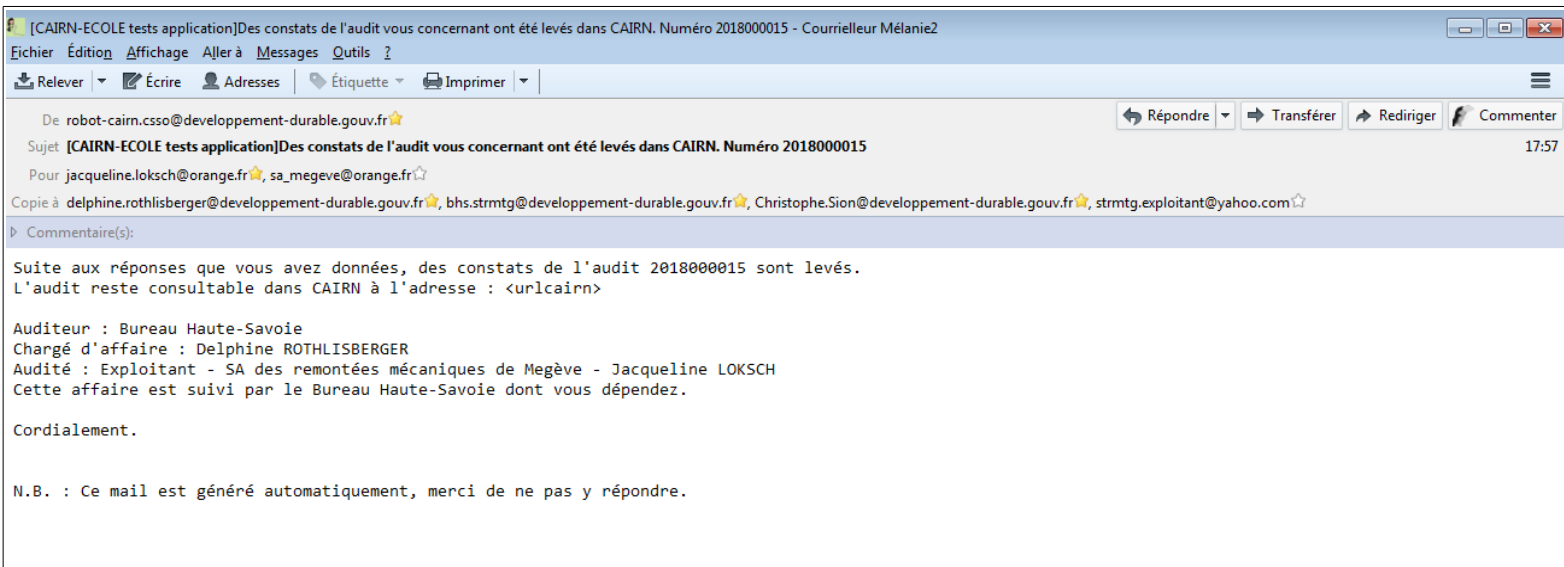 [CAIRN-ECOLE tests application]Des constats de l'audit vous concernant ont été levés dans CAIRN. Numéro 2018000015 - Courrielleur Mélanie2
Fichier Édition Affichage Aller à Messages Outils ?
Relever Écrire Adresses Étiquette Imprimer
De robot-cairn.csso@developpement-durable.gouv.fr Répondre Transférer Rediriger Commenter
Sujet [CAIRN-ECOLE tests application]Des constats de l'audit vous concernant ont été levés dans CAIRN. Numéro 2018000015 17:57
Pour jacqueline.loksch@orange.fr, sa_megeve@orange.fr
Copie à delphine.rothlisberger@developpement-durable.gouv.fr, bhs.strmtg@developpement-durable.gouv.fr, Christophe.Sion@developpement-durable.gouv.fr, strmtg.exploitant@yahoo.com
Commentaire(s):
Suite aux réponses que vous avez données, des constats de l'audit 2018000015 sont levés.
L'audit reste consultable dans CAIRN à l'adresse : <urlcairn>
Auditeur : Bureau Haute-Savoie
Chargé d'affaire : Delphine ROTHLISBERGER
Audité : Exploitant - SA des remontées mécaniques de Megève - Jacqueline LOKSCH
Cette affaire est suivi par le Bureau Haute-Savoie dont vous dépendez.
Cordialement.
N.B. : Ce mail est généré automatiquement, merci de ne pas y répondre.